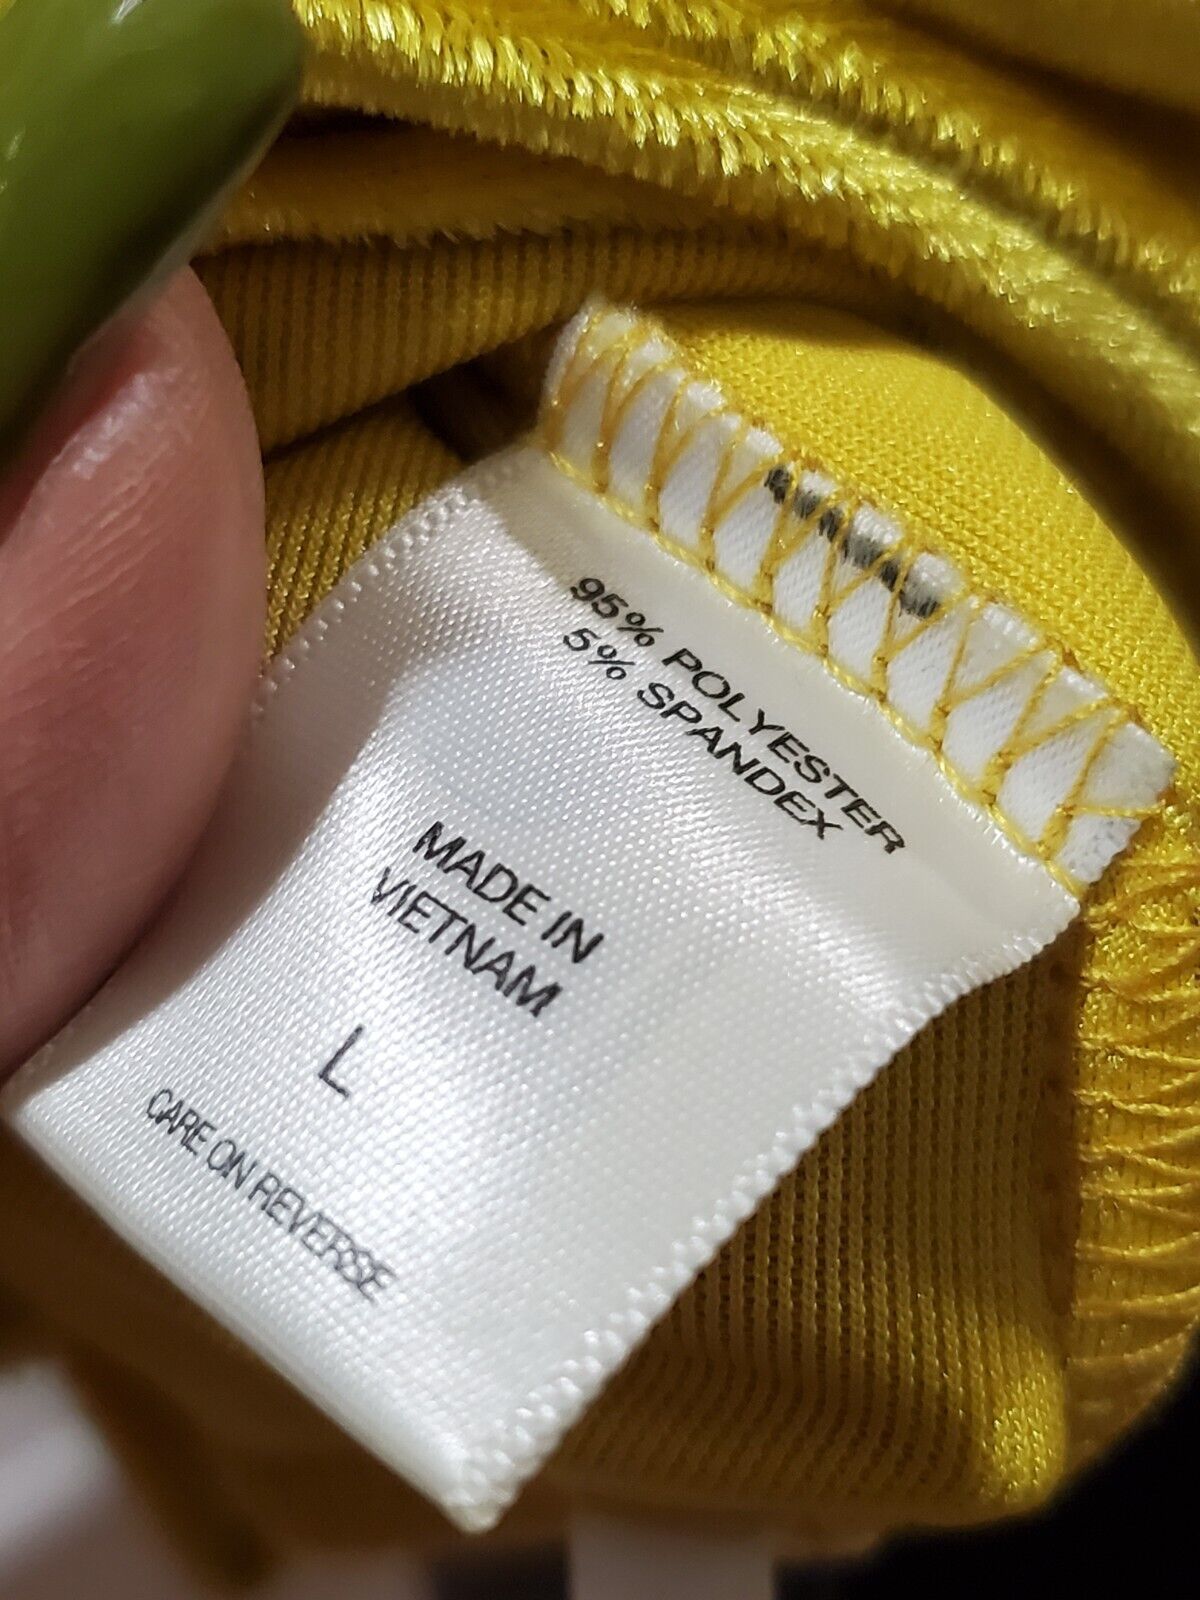 95% POLYESTER
5% SPANDEX
MADE IN
VIETNAM
L
CARE ON REVERSE